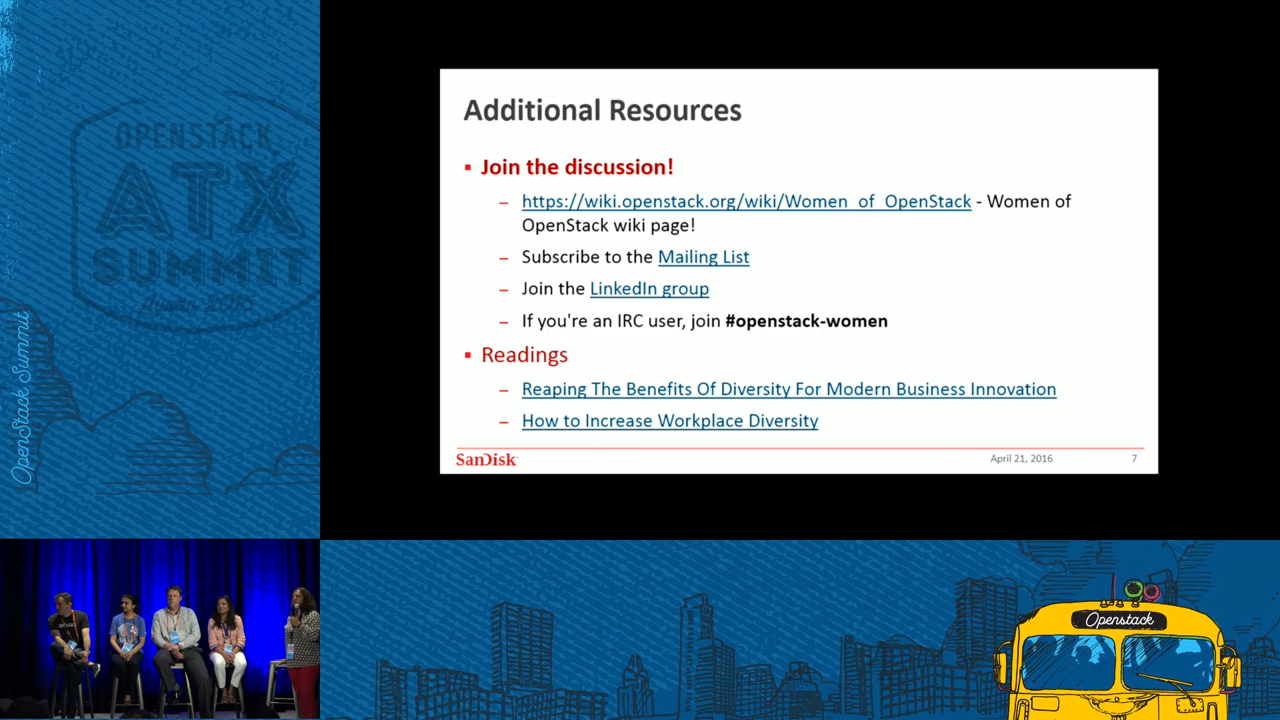 OPENSTACK
ATX
SUMMIT
OpenStack Summit
Additional Resources
Join the discussion!
– https://wiki.openstack.org/wiki/Women_of_OpenStack - Women of
OpenStack wiki page!
– Subscribe to the Mailing List
– Join the LinkedIn group
– If you're an IRC user, join #openstack-women
Readings
– Reaping The Benefits Of Diversity For Modern Business Innovation
– How to Increase Workplace Diversity
SanDisk
April 21, 2016
7
Openstack